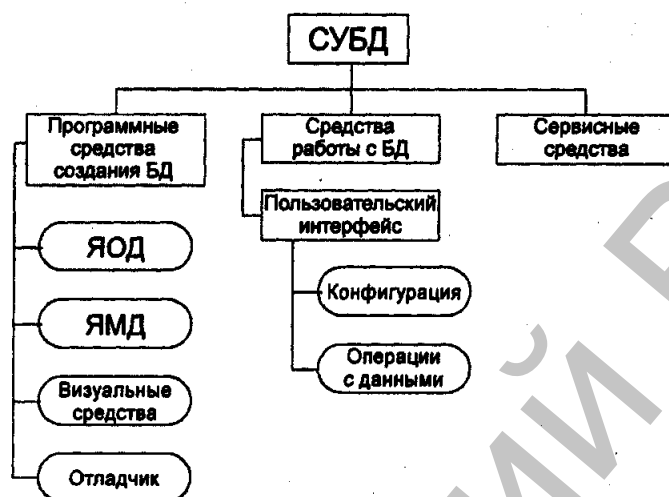 СУБД
Программные
средства
создания БД
Средства
работы с БД
Сервисные
средства
Пользовательский
интерфейс
ЯОД
ЯМД
Визуальные
средства
Отладчик
Конфигурация
Операции
с данными